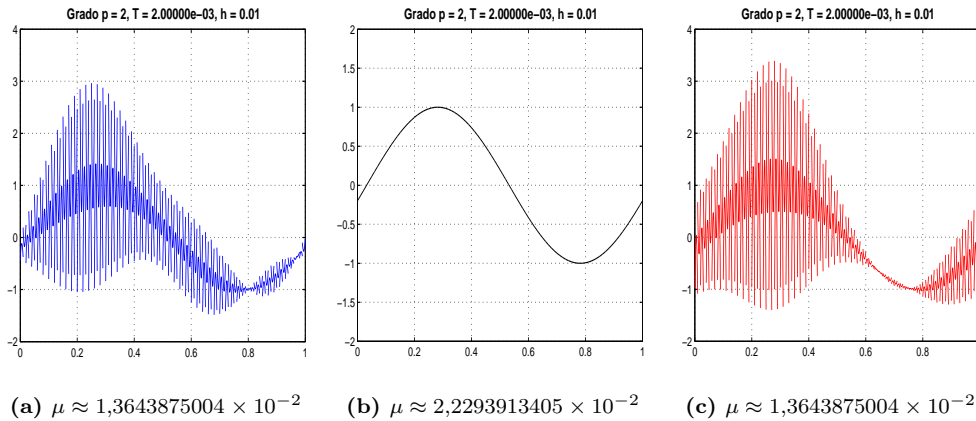 Grado p = 2, T = 2.00000e−03, h = 0.01
4
3
2
1
0
−1
−2
0 0.2 0.4 0.6 0.8 1
(a) μ ≈ 1,3643875004 × 10⁻²
Grado p = 2, T = 2.00000e−03, h = 0.01
2
1.5
1
0.5
0
−0.5
−1
−1.5
−2
0 0.2 0.4 0.6 0.8 1
(b) μ ≈ 2,2293913405 × 10⁻²
Grado p = 2, T = 2.00000e−03, h = 0.01
4
3
2
1
0
−1
−2
0 0.2 0.4 0.6 0.8
(c) μ ≈ 1,3643875004 × 10⁻²